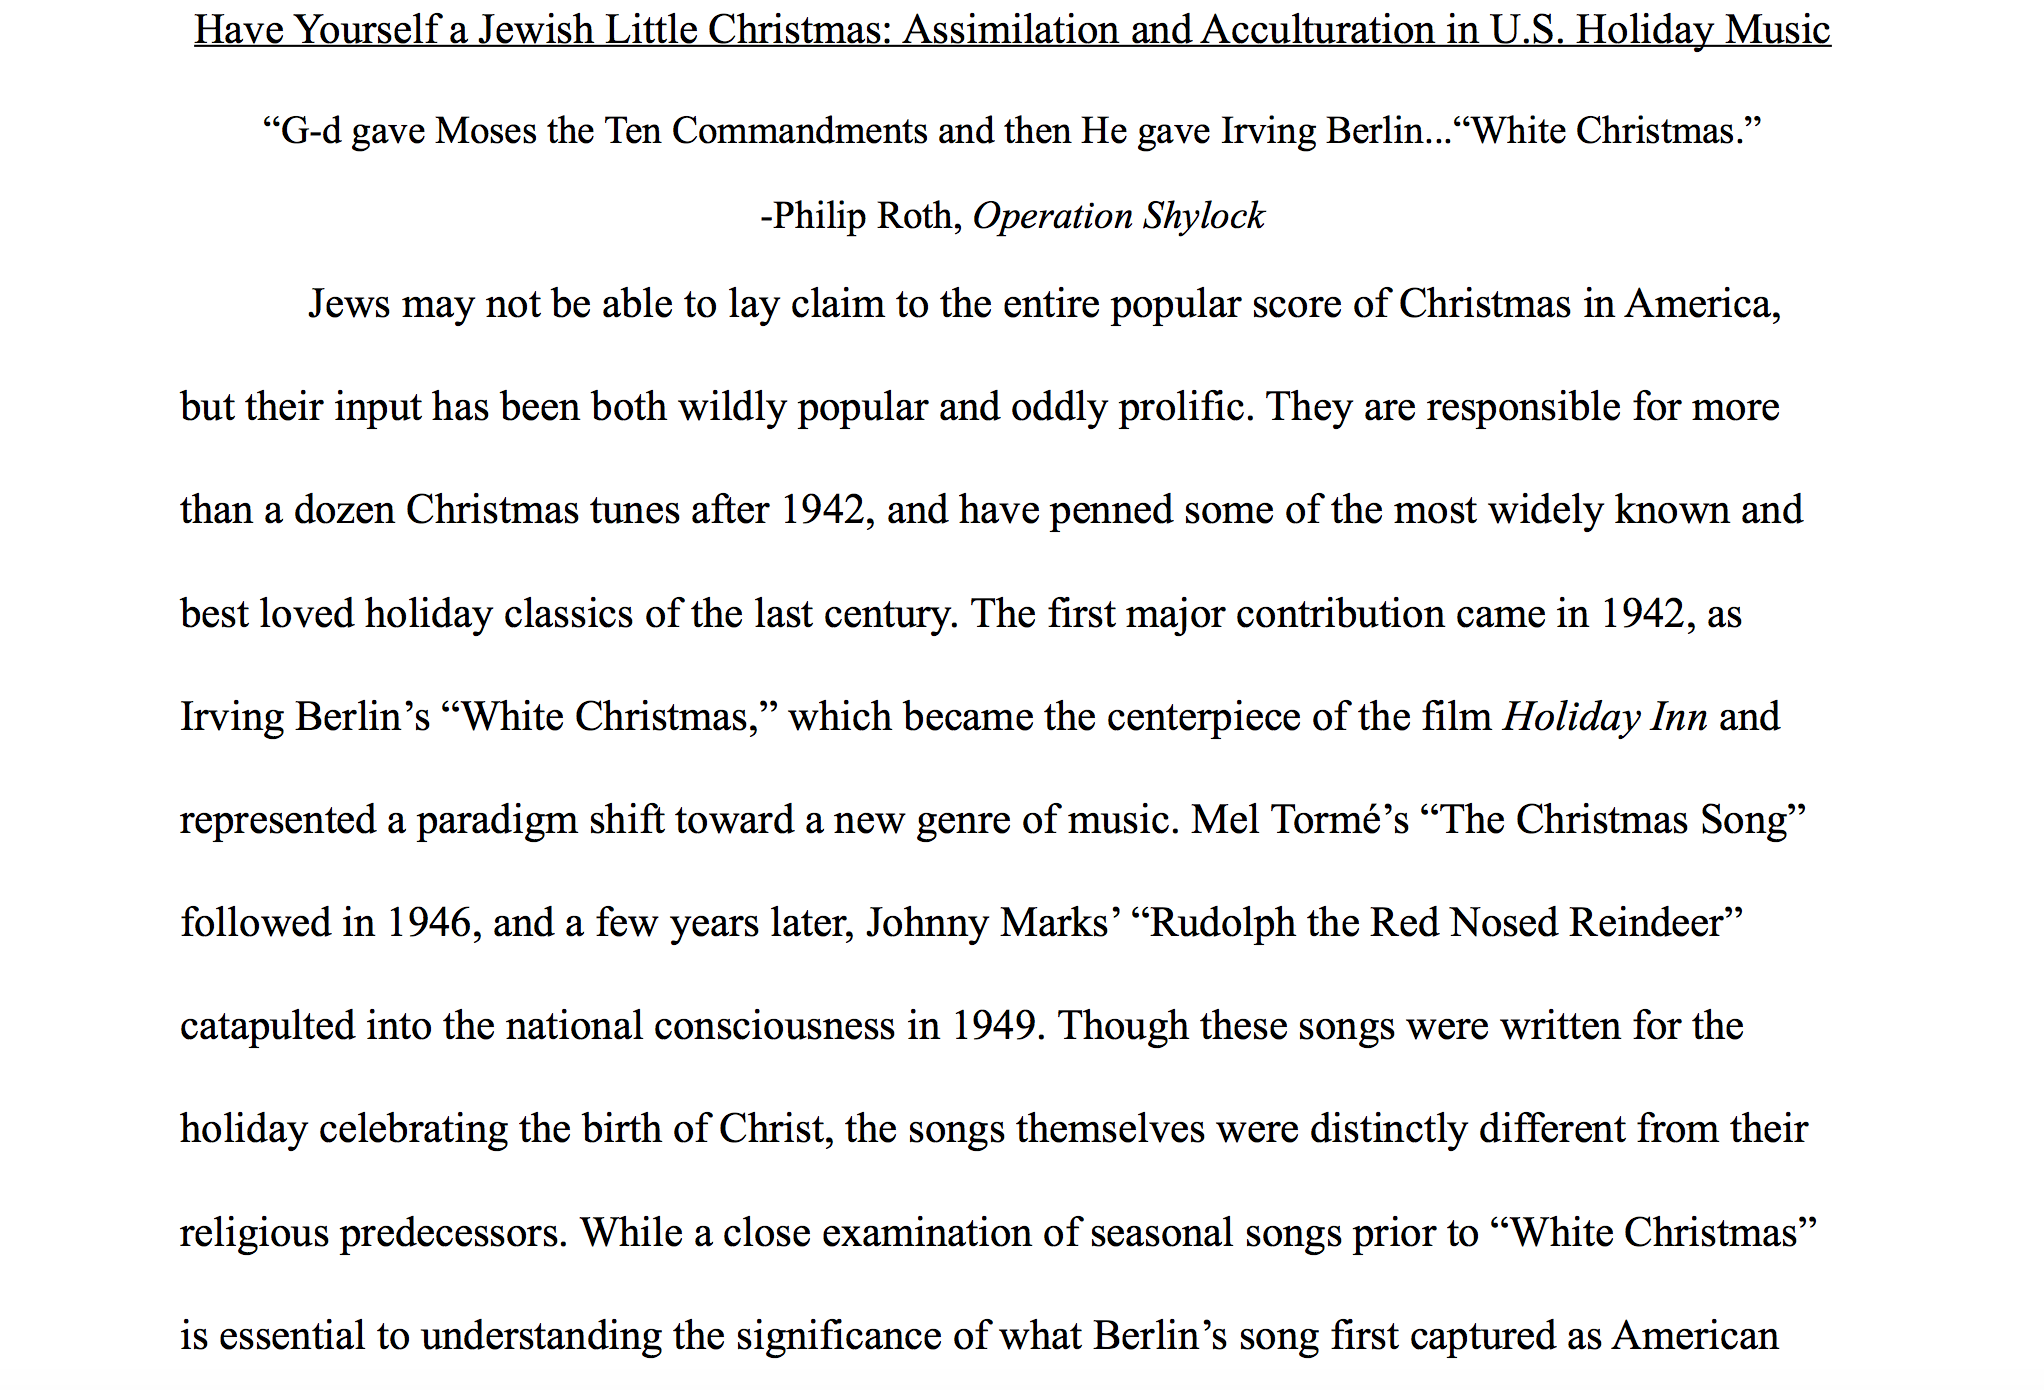 Have Yourself a Jewish Little Christmas: Assimilation and Acculturation in U.S. Holiday Music
“G-d gave Moses the Ten Commandments and then He gave Irving Berlin...“White Christmas.”
-Philip Roth, Operation Shylock
Jews may not be able to lay claim to the entire popular score of Christmas in America,
but their input has been both wildly popular and oddly prolific. They are responsible for more
than a dozen Christmas tunes after 1942, and have penned some of the most widely known and
best loved holiday classics of the last century. The first major contribution came in 1942, as
Irving Berlin’s “White Christmas,” which became the centerpiece of the film Holiday Inn and
represented a paradigm shift toward a new genre of music. Mel Tormé’s “The Christmas Song”
followed in 1946, and a few years later, Johnny Marks’ “Rudolph the Red Nosed Reindeer”
catapulted into the national consciousness in 1949. Though these songs were written for the
holiday celebrating the birth of Christ, the songs themselves were distinctly different from their
religious predecessors. While a close examination of seasonal songs prior to “White Christmas”
is essential to understanding the significance of what Berlin’s song first captured as American